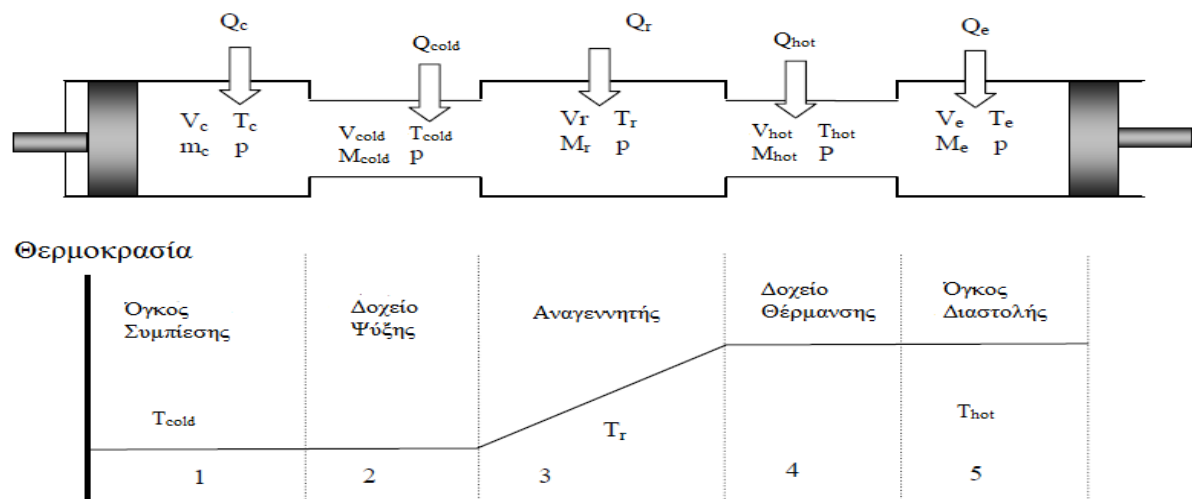 Qc Qcold Qr Qhot Qe
Vc Tc
mc p
Vcold Tcold
Mcold p
Vr Tr
Mr p
Vhot Thot
Mhot P
Ve Te
Me p
Θερμοκρασία
Όγκος
Συμπίεσης
Δοχείο
Ψύξης
Αναγεννητής
Δοχείο
Θέρμανσης
Όγκος
Διαστολής
Tcold
Tr
Thot
1 2 3 4 5